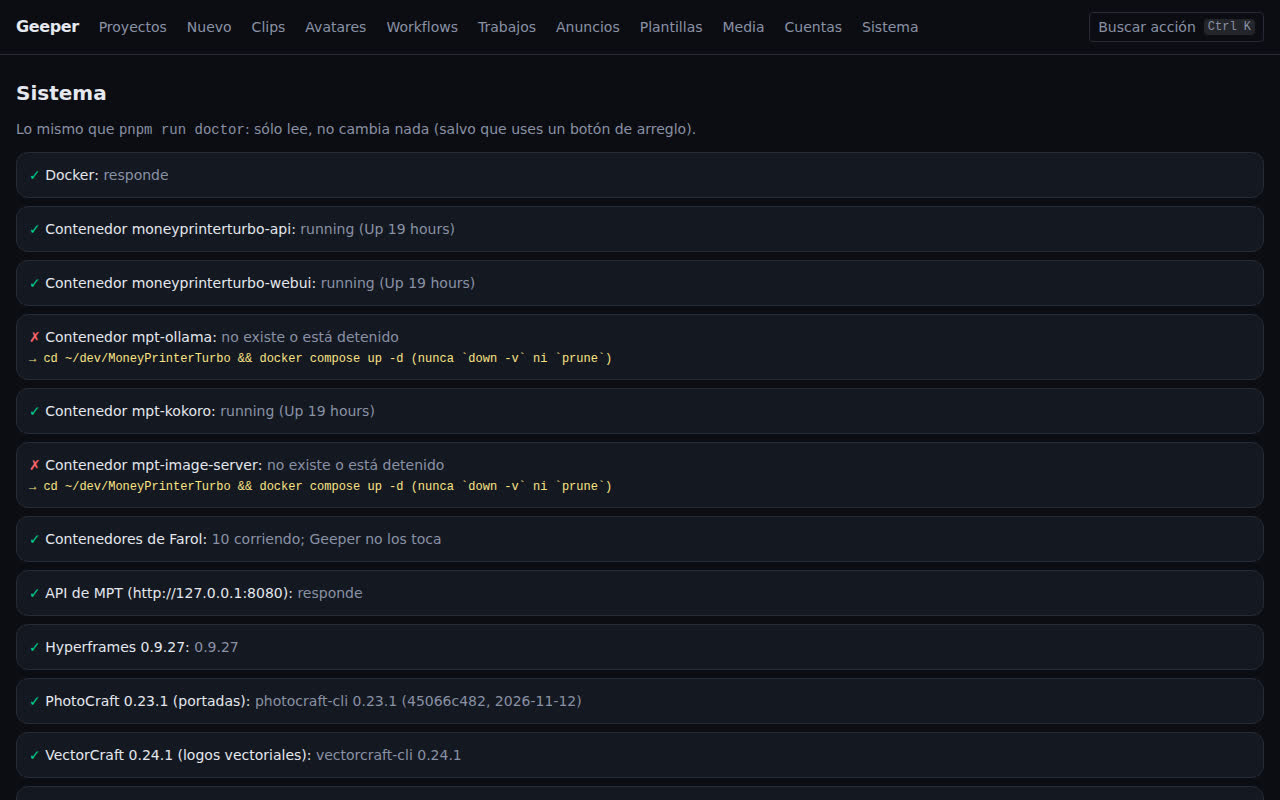 Geeper Proyectos Nuevo Clips Avatares Workflows Trabajos Anuncios Plantillas Media Cuentas Sistema Buscar acción Ctrl K
Sistema
Lo mismo que pnpm run doctor: sólo lee, no cambia nada (salvo que uses un botón de arreglo).
✓ Docker: responde
✓ Contenedor moneyprinterturbo-api: running (Up 19 hours)
✓ Contenedor moneyprinterturbo-webui: running (Up 19 hours)
✗ Contenedor mpt-ollama: no existe o está detenido
→ cd ~/dev/MoneyPrinterTurbo && docker compose up -d (nunca `down -v` ni `prune`)
✓ Contenedor mpt-kokoro: running (Up 19 hours)
✗ Contenedor mpt-image-server: no existe o está detenido
→ cd ~/dev/MoneyPrinterTurbo && docker compose up -d (nunca `down -v` ni `prune`)
✓ Contenedores de Farol: 10 corriendo; Geeper no los toca
✓ API de MPT (http://127.0.0.1:8080): responde
✓ Hyperframes 0.9.27: 0.9.27
✓ PhotoCraft 0.23.1 (portadas): photocraft-cli 0.23.1 (45066c482, 2026-11-12)
✓ VectorCraft 0.24.1 (logos vectoriales): vectorcraft-cli 0.24.1